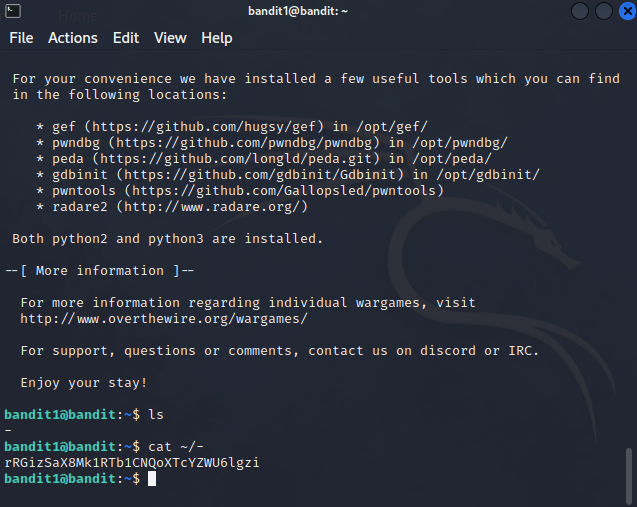 bandit1@bandit: ~
File Actions Edit View Help
For your convenience we have installed a few useful tools which you can find
in the following locations:
* gef (https://github.com/hugsy/gef) in /opt/gef/
* pwndbg (https://github.com/pwndbg/pwndbg) in /opt/pwndbg/
* peda (https://github.com/longld/peda.git) in /opt/peda/
* gdbinit (https://github.com/gdbinit/Gdbinit) in /opt/gdbinit/
* pwntools (https://github.com/Gallopsled/pwntools)
* radare2 (http://www.radare.org/)
Both python2 and python3 are installed.
--[ More information ]--
For more information regarding individual wargames, visit
http://www.overthewire.org/wargames/
For support, questions or comments, contact us on discord or IRC.
Enjoy your stay!
bandit1@bandit:~$ ls
-
bandit1@bandit:~$ cat ~/-
rRGizSaX8Mk1RTb1CNQoXTcYZWU6lgzi
bandit1@bandit:~$